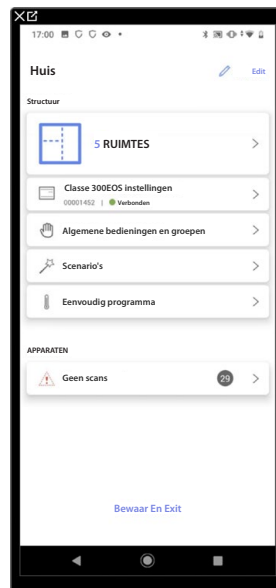 17:00
Huis
Edit
Structuur
5 RUIMTES
Classe 300EOS instellingen
00001452 | Verbonden
Algemene bedieningen en groepen
Scenario's
Eenvoudig programma
APPARATEN
Geen scans
29
Bewaar En Exit